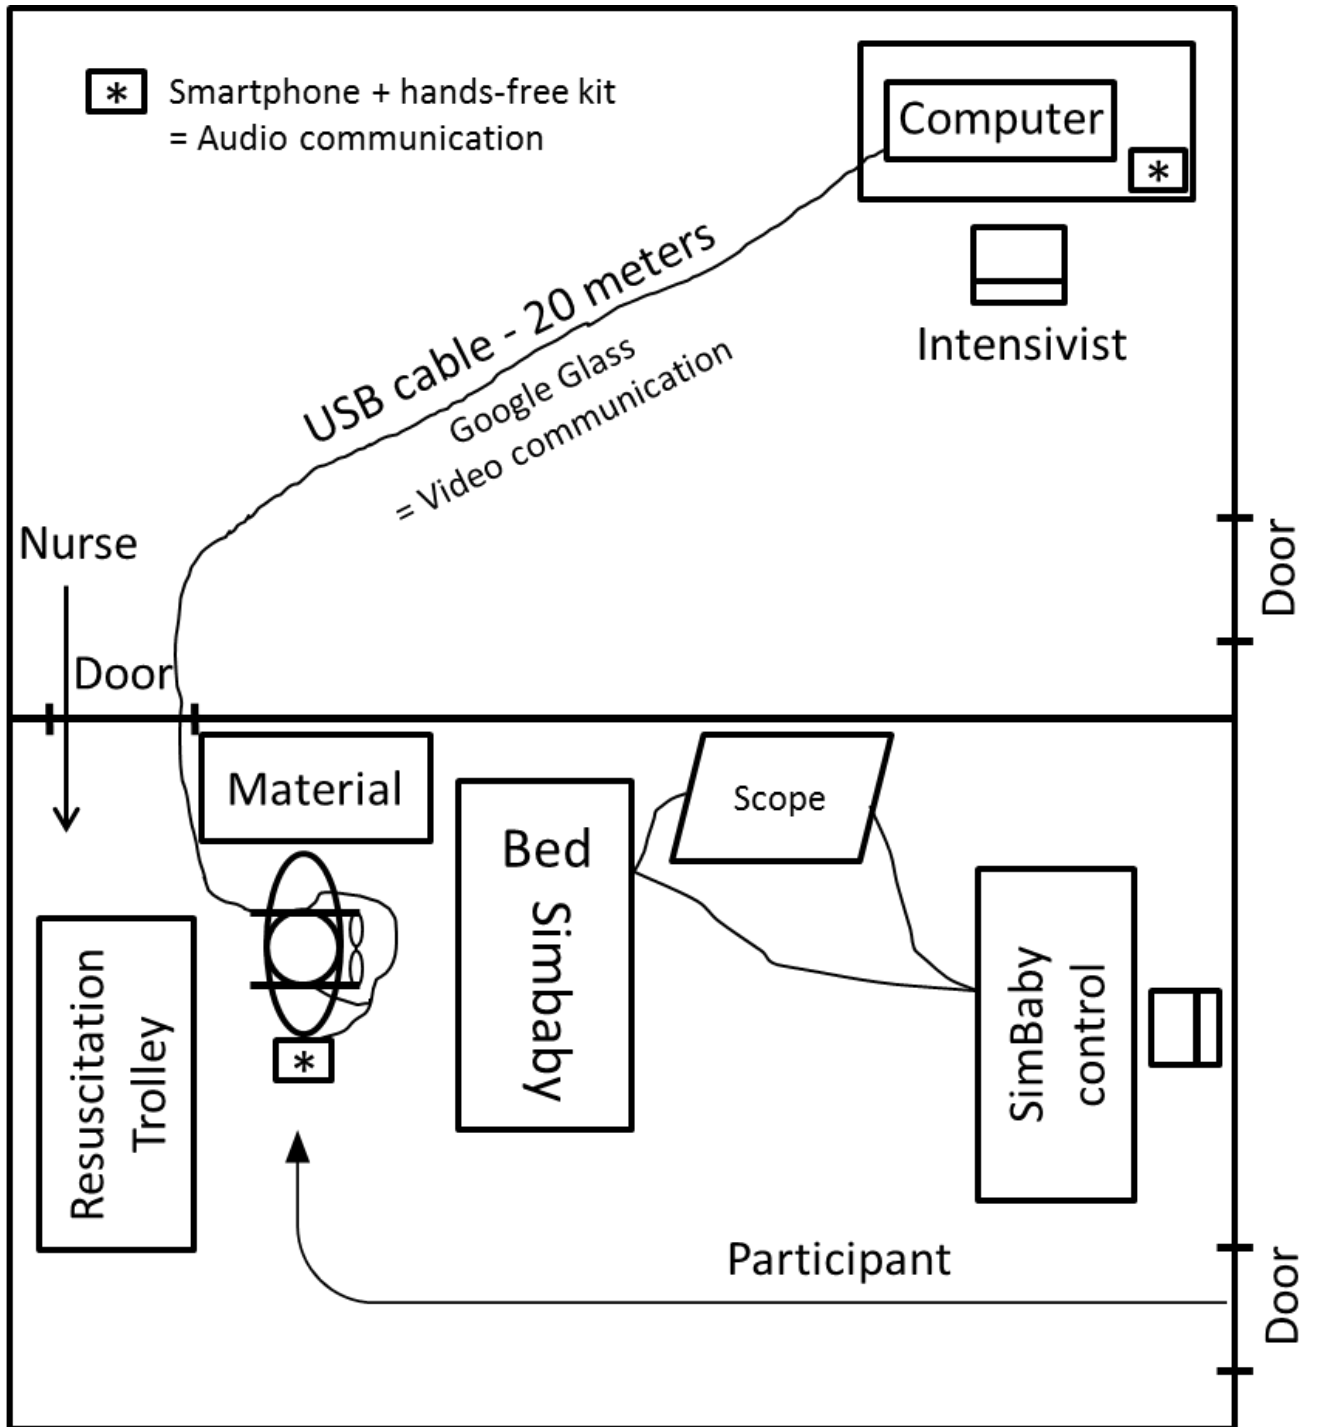 * Smartphone + hands-free kit
= Audio communication
Computer
*
Intensivist
USB cable - 20 meters
Google Glass
= Video communication
Nurse
Door
Door
Material
Scope
Bed
Simbaby
SimBaby
control
Resuscitation
Trolley
*
Participant
Door